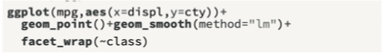 ggplot(mpg,aes(x=displ,y=cty))+
geom_point()+geom_smooth(method="lm")+
facet_wrap(~class)